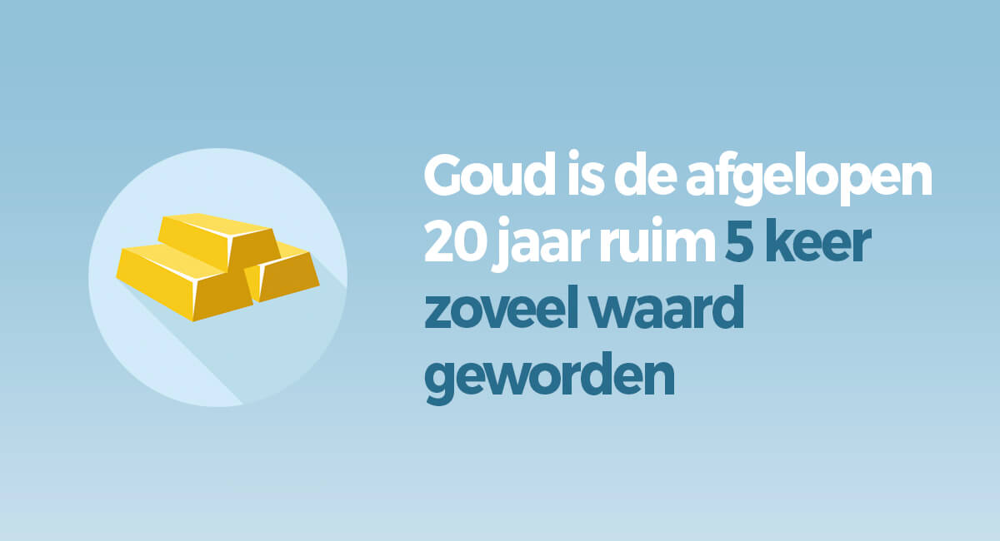 Goud is de afgelopen
20 jaar ruim 5 keer
zoveel waard
geworden